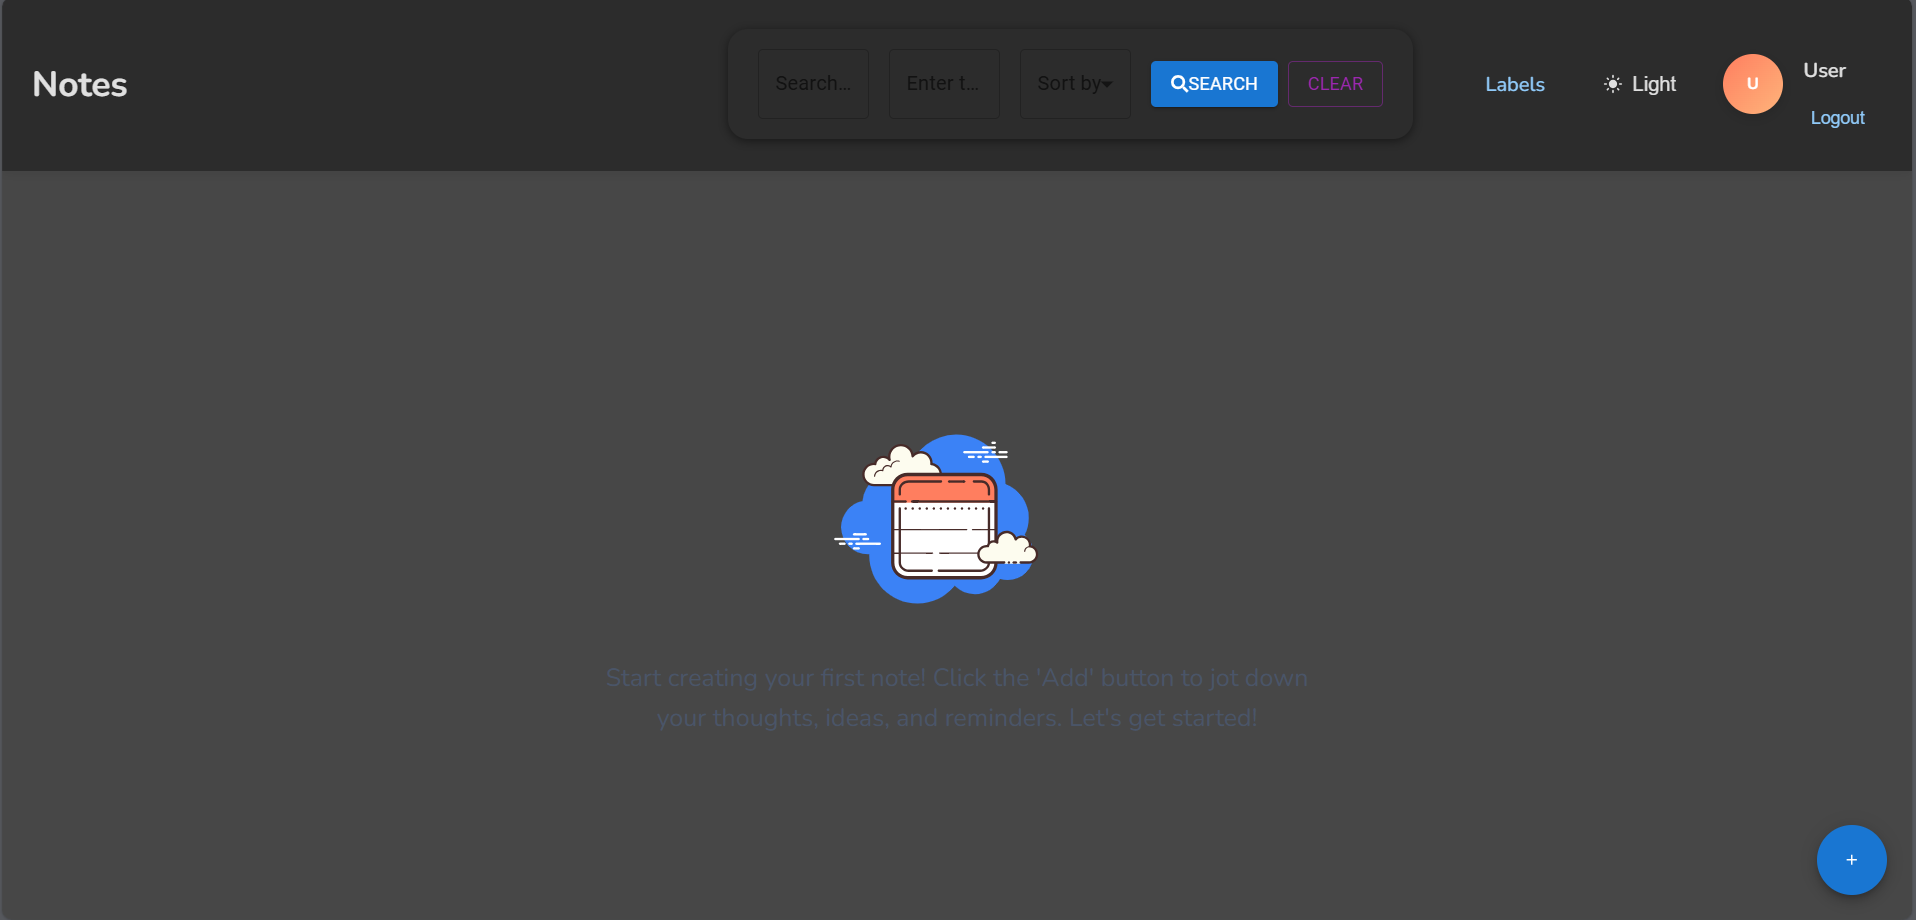 Notes
Search...
Enter t...
Sort by
SEARCH
CLEAR
Labels
Light
U
User
Logout
Start creating your first note! Click the 'Add' button to jot down
your thoughts, ideas, and reminders. Let's get started!
+